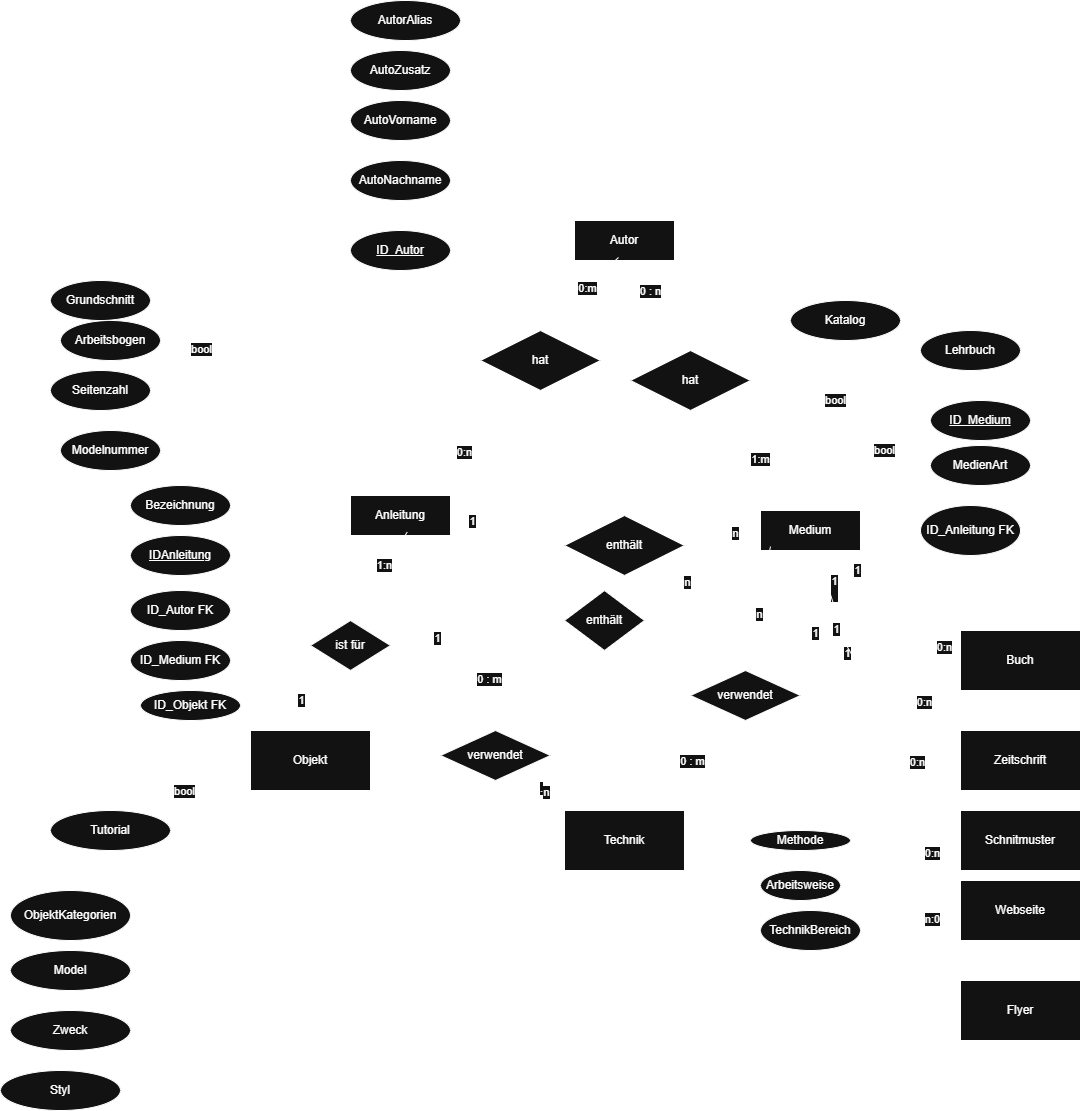 AutorAlias
AutoZusatz
AutoVorname
AutoNachname
ID_Autor
Autor
0:m
0 : n
Grundschnitt
Arbeitsbogen
bool
Seitenzahl
Modelnummer
hat
hat
Katalog
Lehrbuch
bool
ID_Medium
bool
MedienArt
0:n
1:m
Bezeichnung
Anleitung
1
enthält
n
Medium
ID_Anleitung FK
IDAnleitung
1:n
n
1
1
ID_Autor FK
enthält
n
1
1
ist für
1
1
0:n
Buch
ID_Medium FK
0 : m
ID_Objekt FK
1
verwendet
0:n
Objekt
verwendet
0 : m
0:n
Zeitschrift
bool
:n
Tutorial
Technik
Methode
0:n
Schnitmuster
Arbeitsweise
ObjektKategorien
TechnikBereich
n:0
Webseite
Model
Zweck
Flyer
Styl